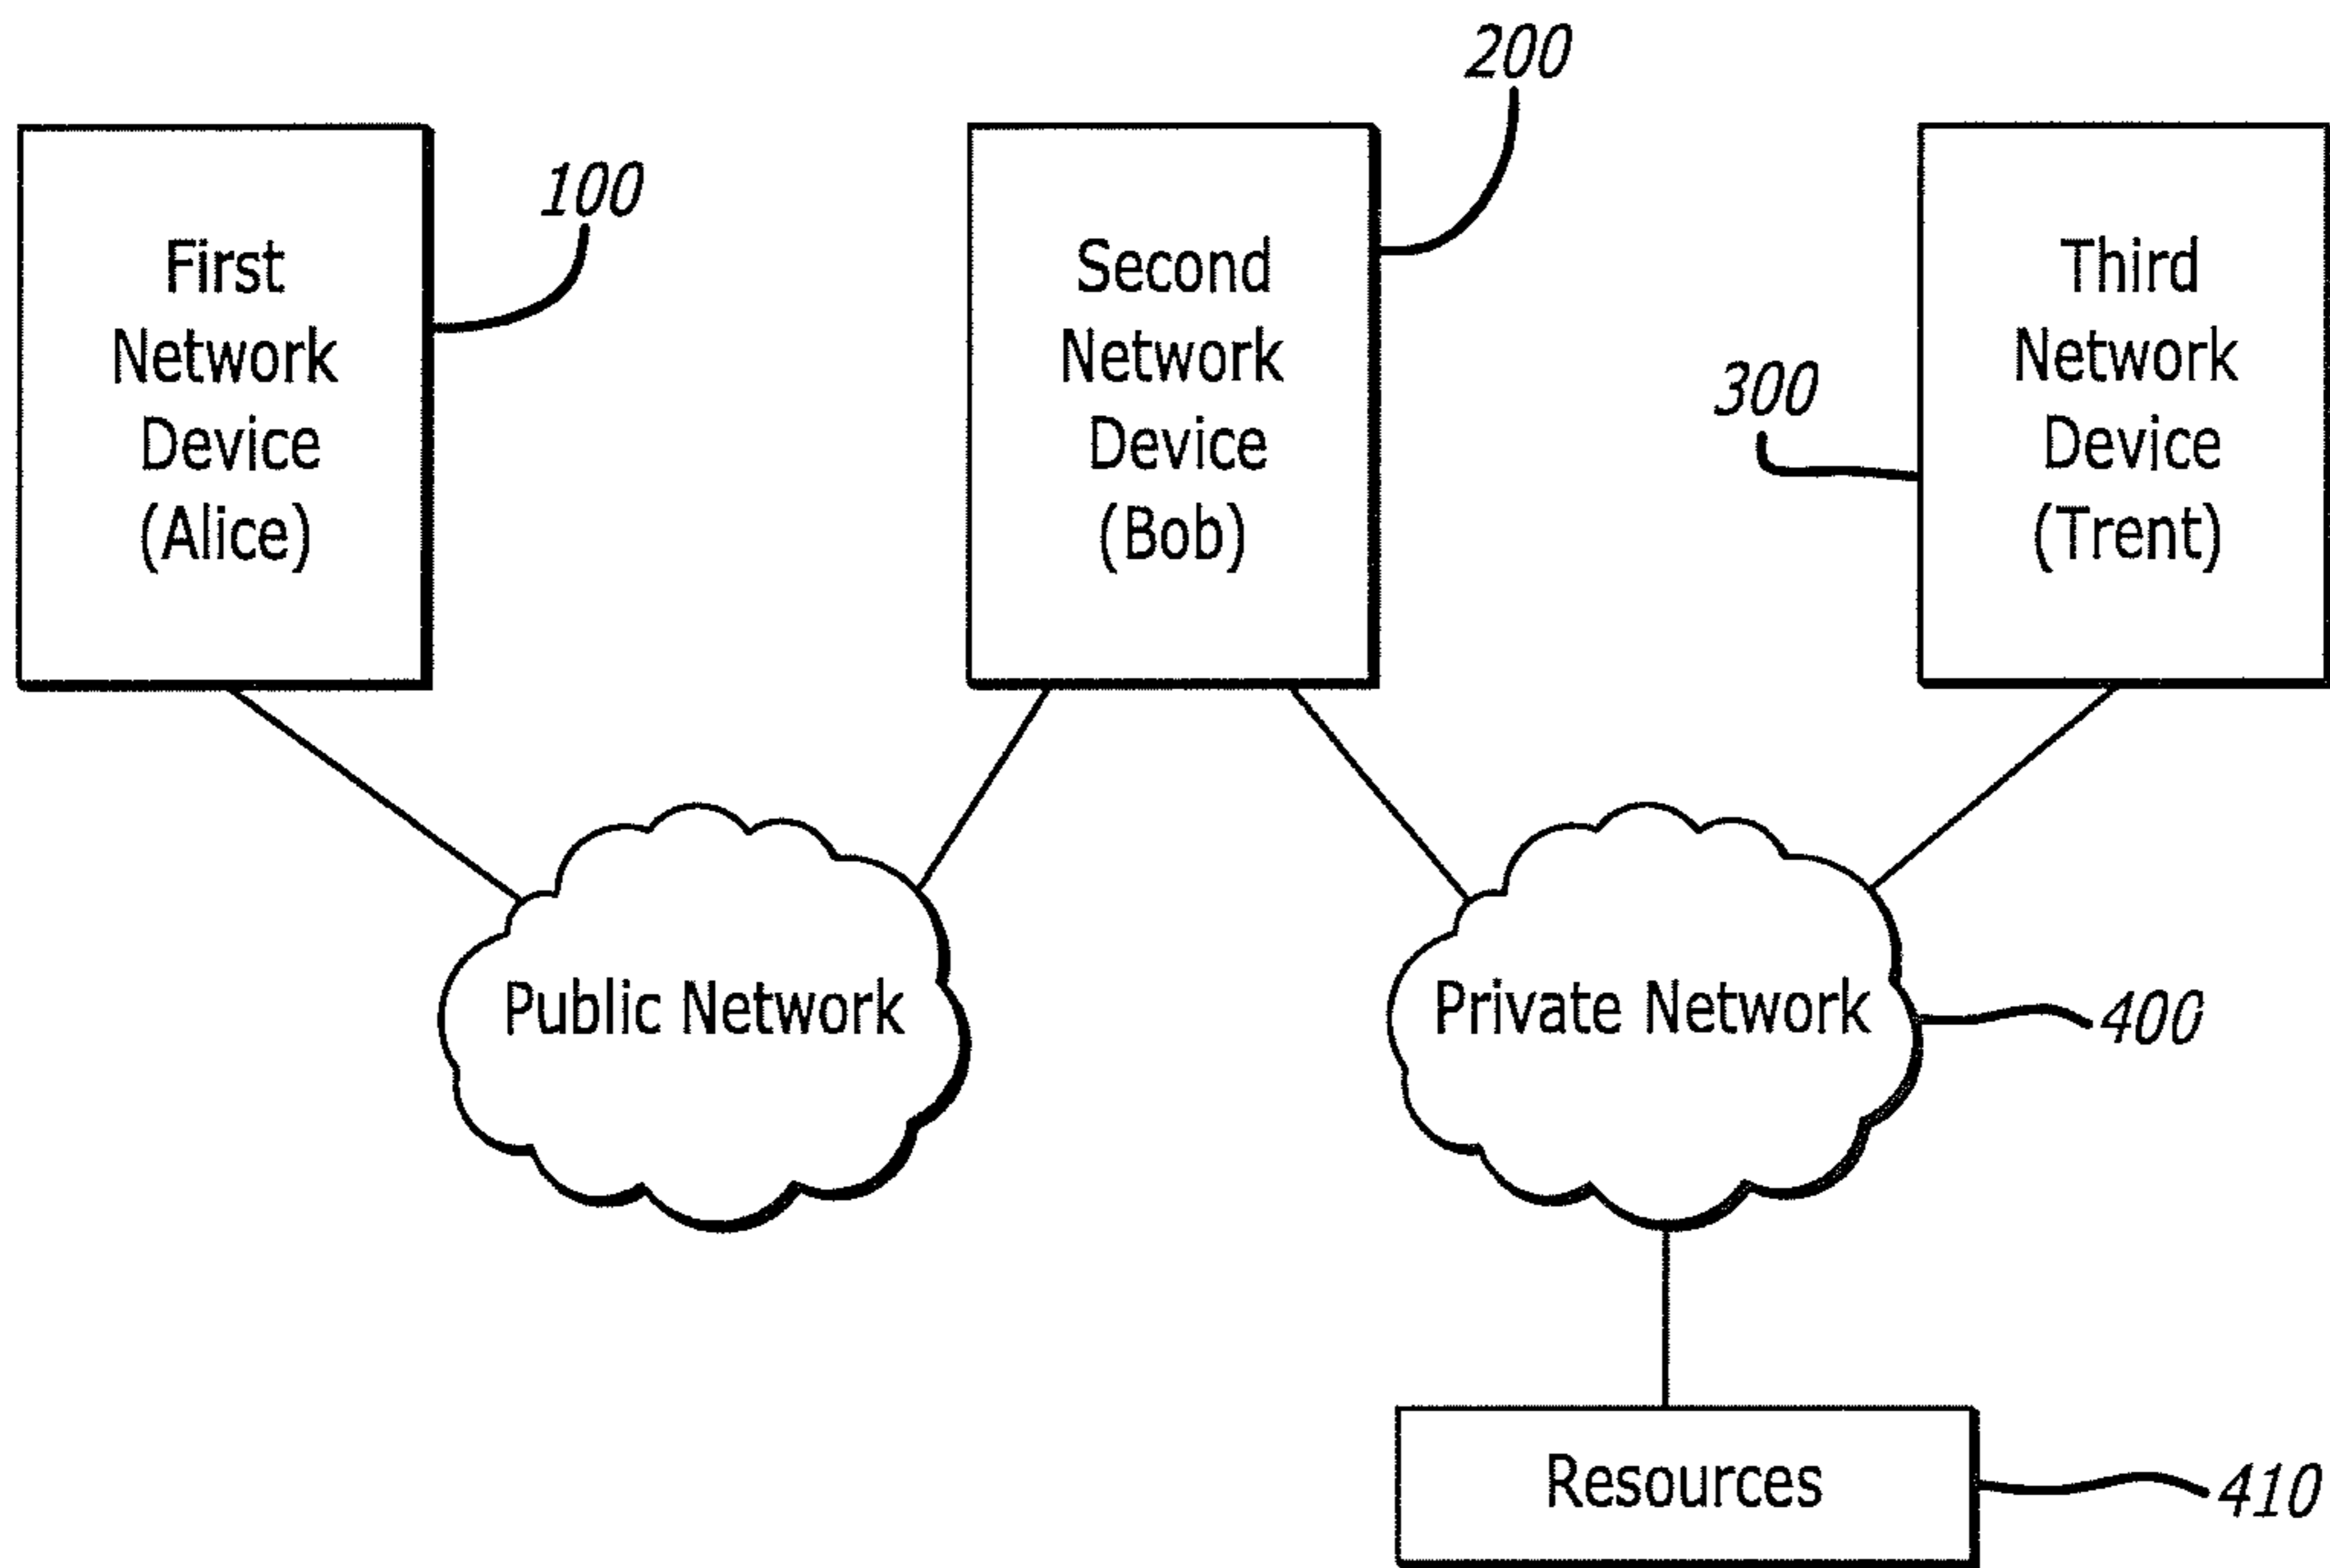 200
100
First
Network
Device
(Alice)
Second
Network
Device
(Bob)
300
Third
Network
Device
(Trent)
Public Network
Private Network
400
Resources
410